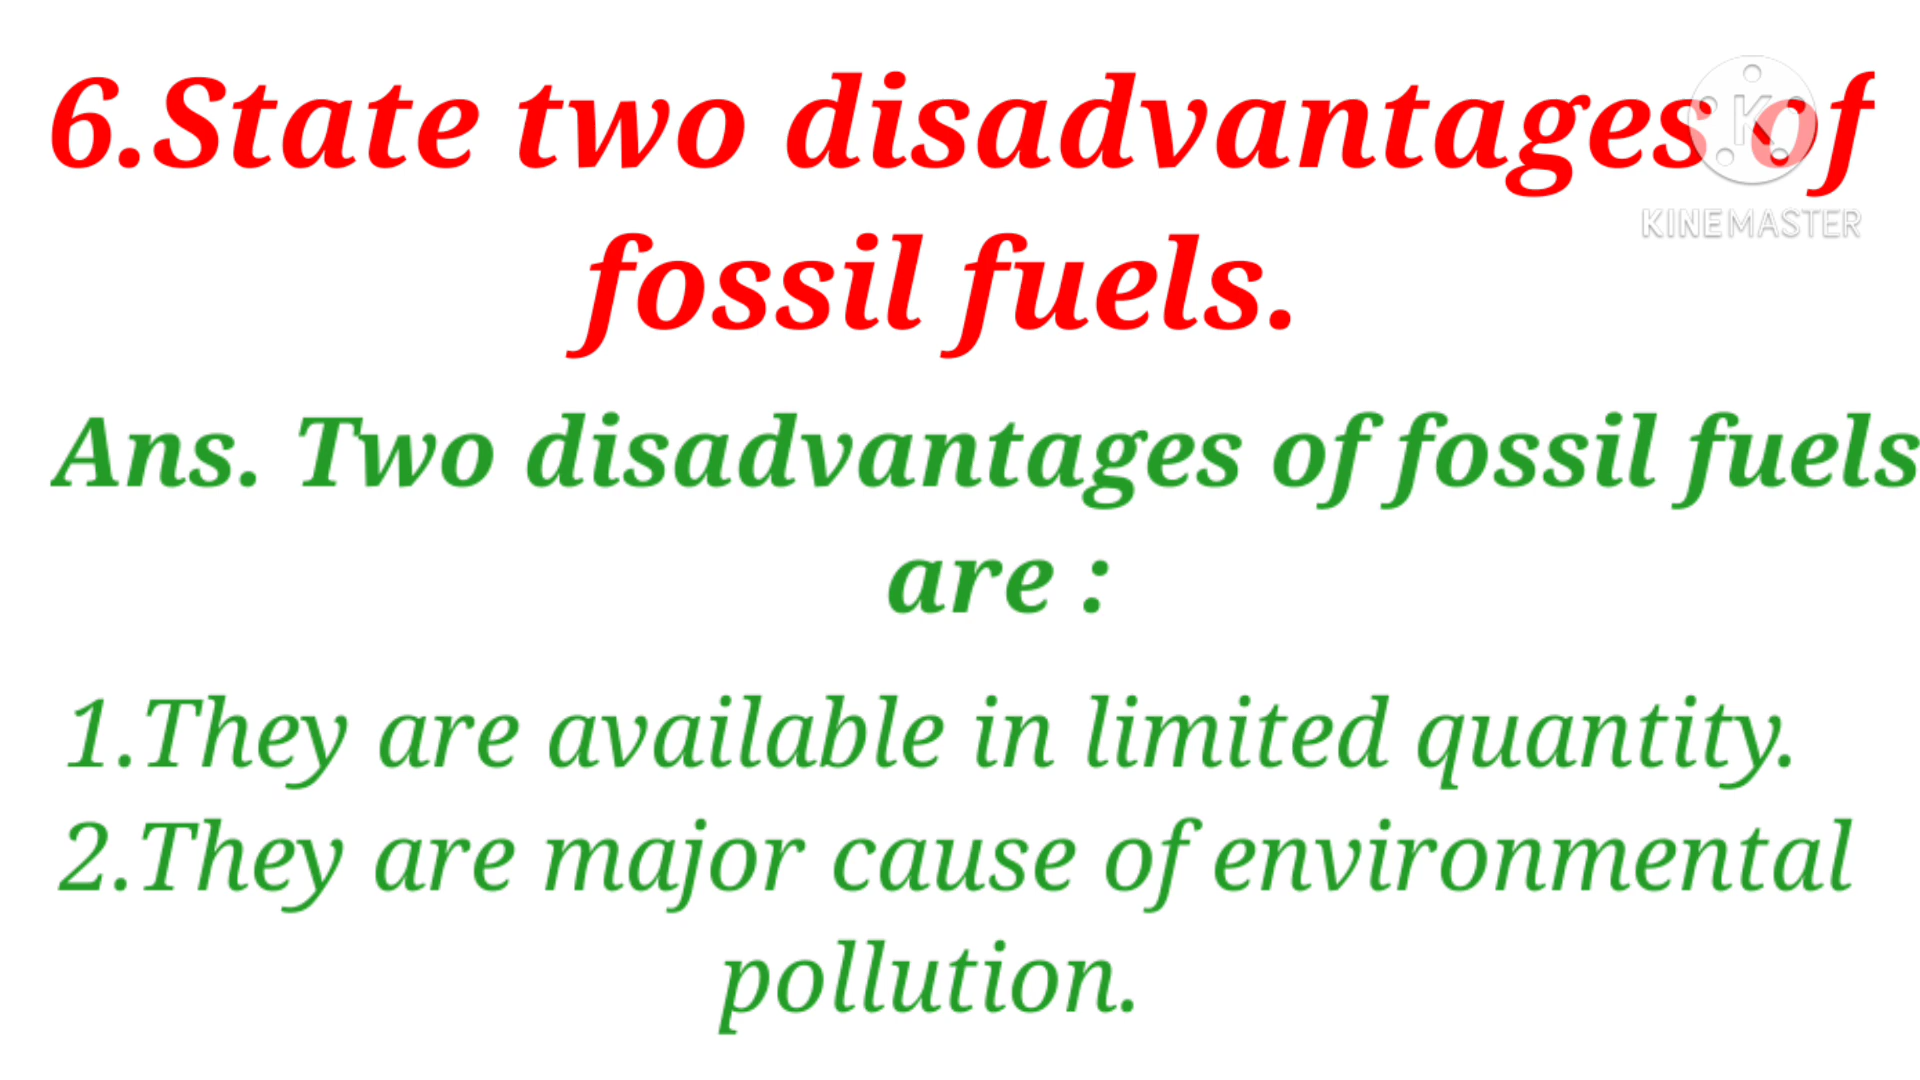 6.State two disadvantages of
fossil fuels.
KINEMASTER
Ans. Two disadvantages of fossil fuels
are :
1.They are available in limited quantity.
2.They are major cause of environmental
pollution.